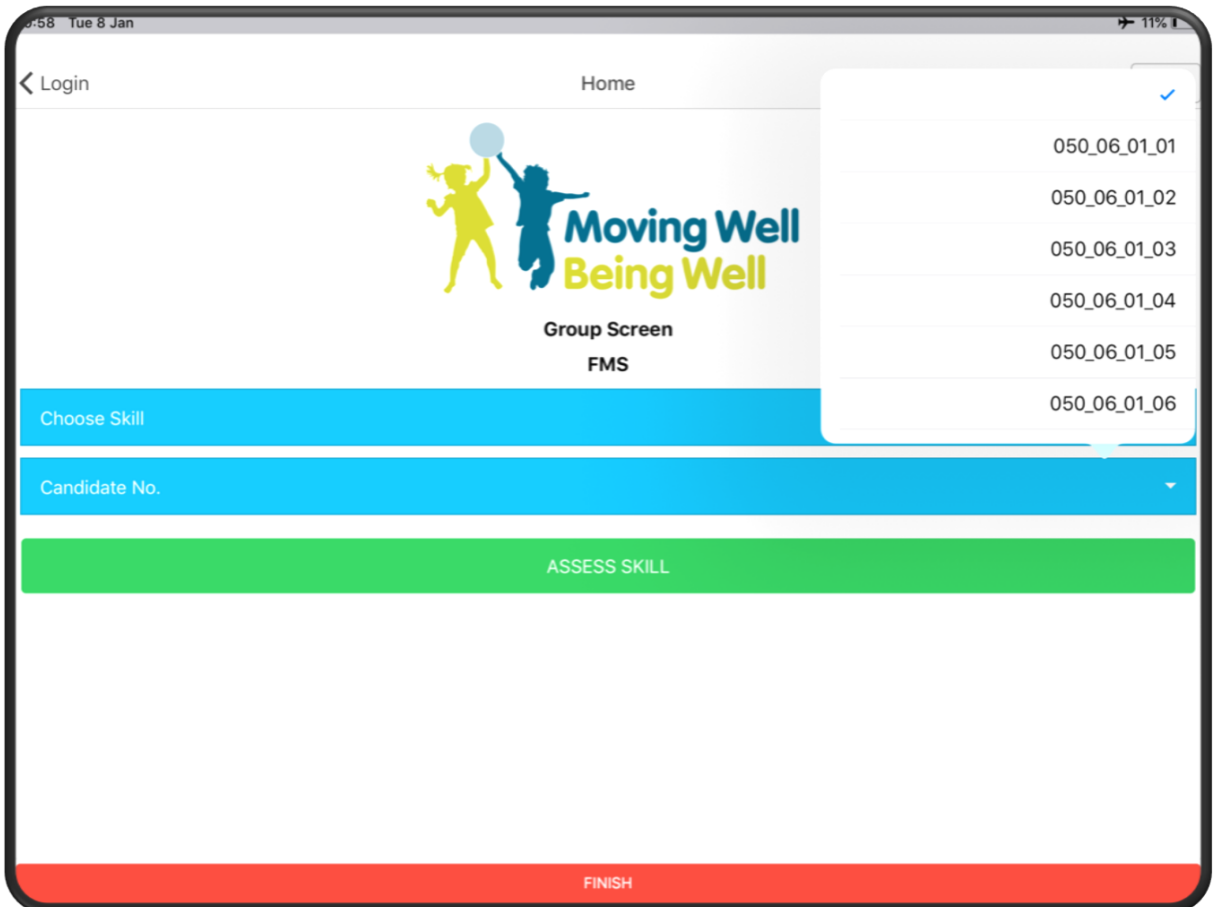 :58 Tue 8 Jan 11%
Login Home
Moving Well
Being Well
Group Screen
FMS
Choose Skill
Candidate No.
050_06_01_01
050_06_01_02
050_06_01_03
050_06_01_04
050_06_01_05
050_06_01_06
ASSESS SKILL
FINISH